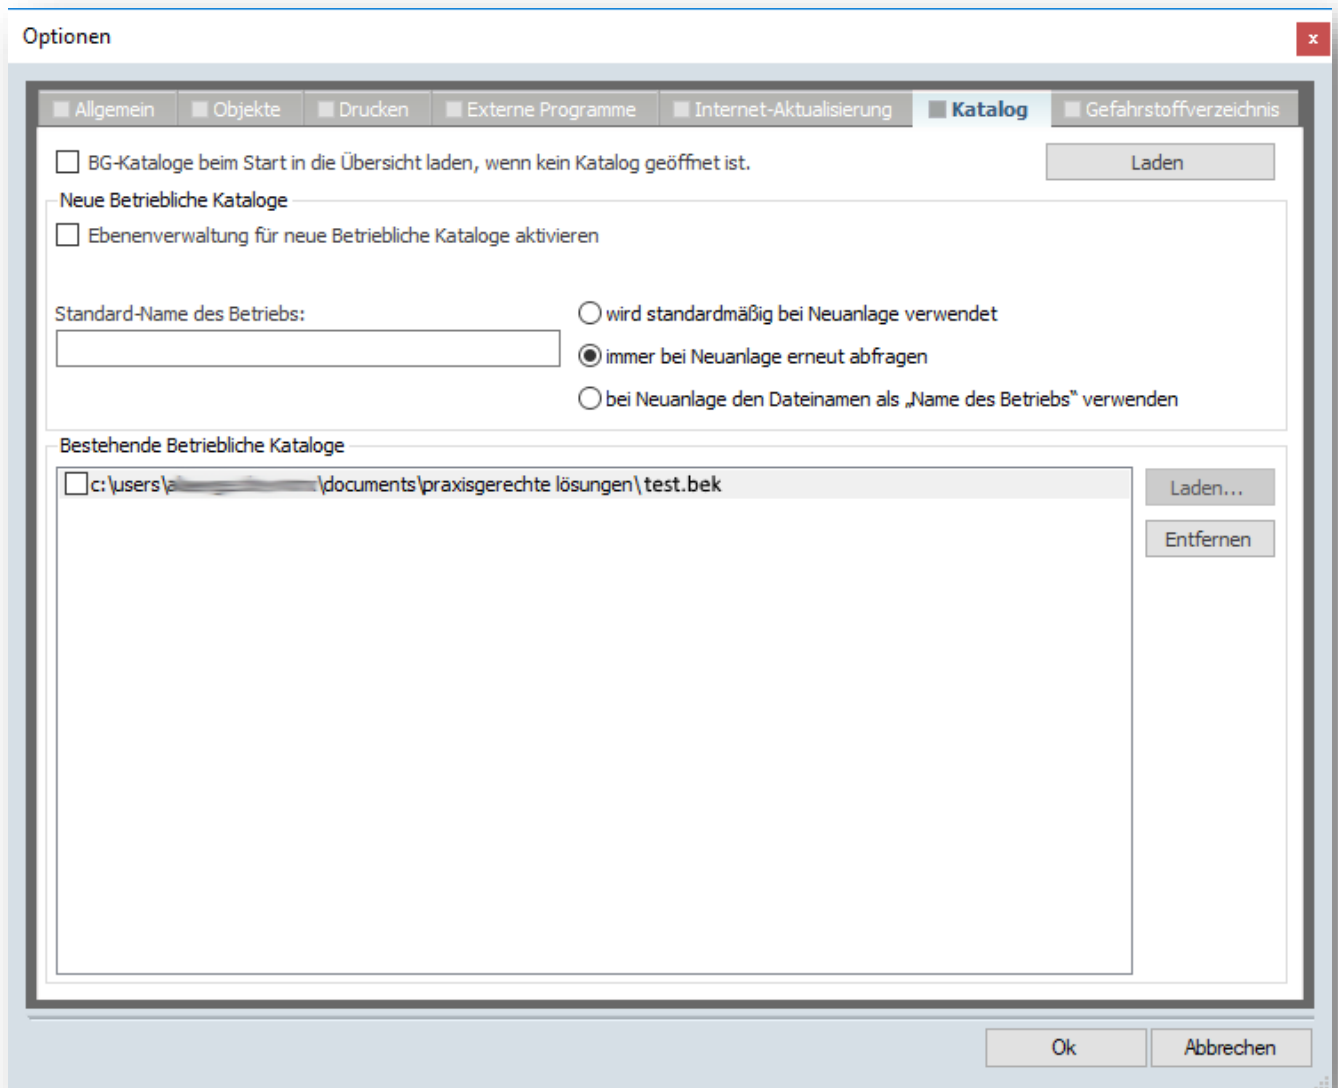 Optionen
x
Allgemein Objekte Drucken Externe Programme Internet-Aktualisierung Katalog Gefahrstoffverzeichnis
BG-Kataloge beim Start in die Übersicht laden, wenn kein Katalog geöffnet ist. Laden
Neue Betriebliche Kataloge
Ebenenverwaltung für neue Betriebliche Kataloge aktivieren
Standard-Name des Betriebs: wird standardmäßig bei Neuanlage verwendet
immer bei Neuanlage erneut abfragen
bei Neuanlage den Dateinamen als „Name des Betriebs“ verwenden
Bestehende Betriebliche Kataloge
c:\users\ \documents\praxisgerechte lösungen\test.bek Laden...
Entfernen
Ok Abbrechen